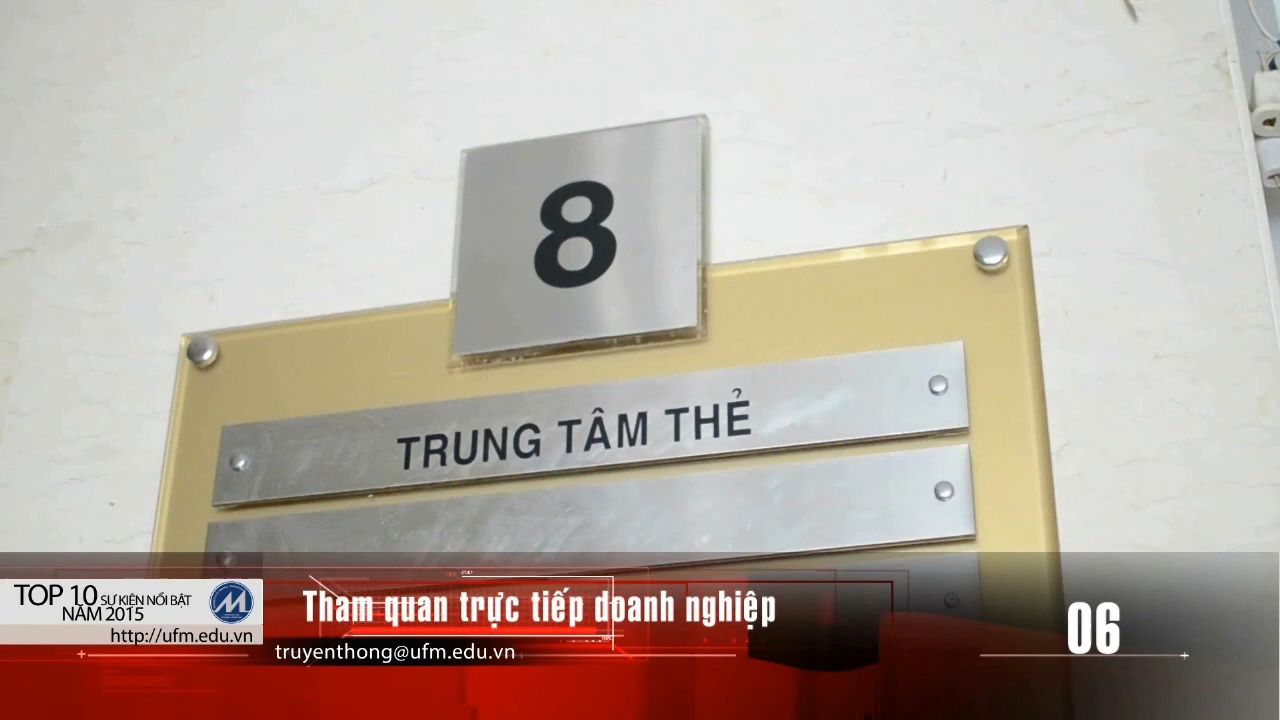 8
TRUNG TÂM THẺ
TOP 10 SỰ KIỆN NỔI BẬT
NĂM 2015
http://ufm.edu.vn
Tham quan trực tiếp doanh nghiệp
truyenthong@ufm.edu.vn
06